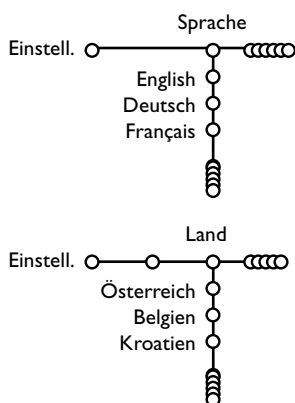 Sprache
Einstell.
English
Deutsch
Français
Land
Einstell.
Österreich
Belgien
Kroatien